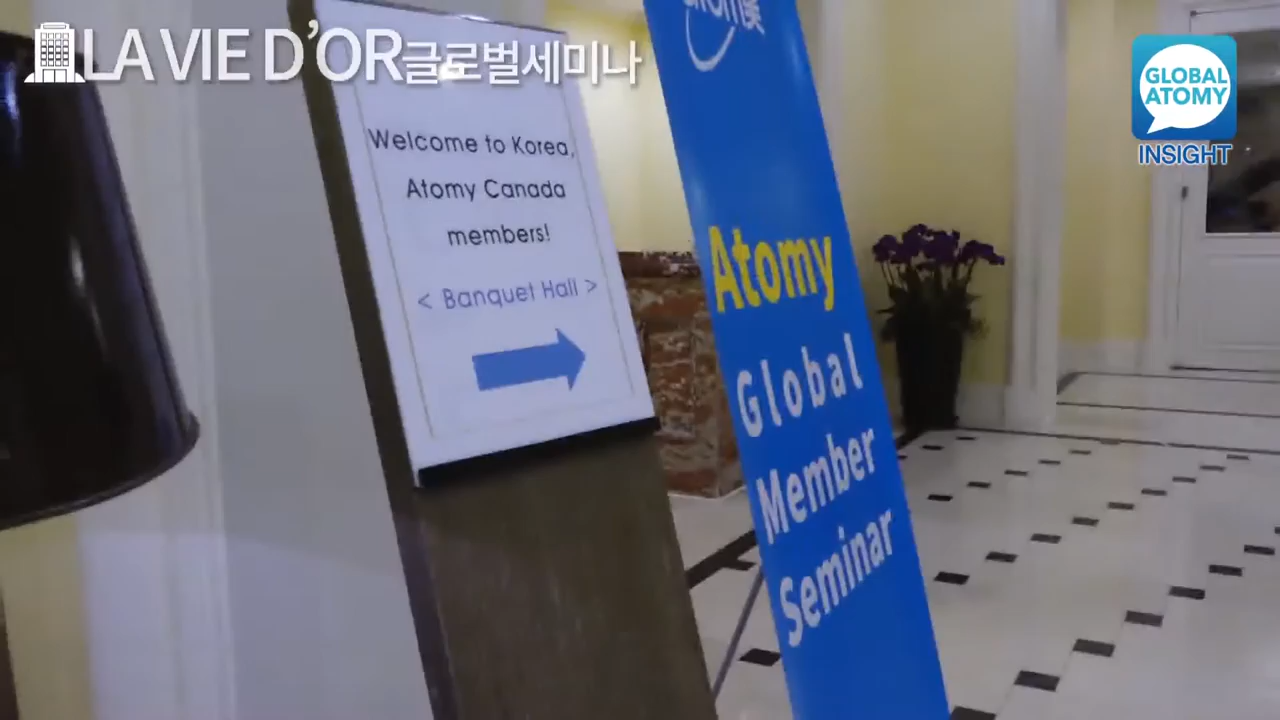 LA VIE D'OR글로벌세미나
GLOBAL
ATOMY
INSIGHT
Welcome to Korea,
Atomy Canada
members!
< Banquet Hall >
Atomy
Global
Member
Seminar